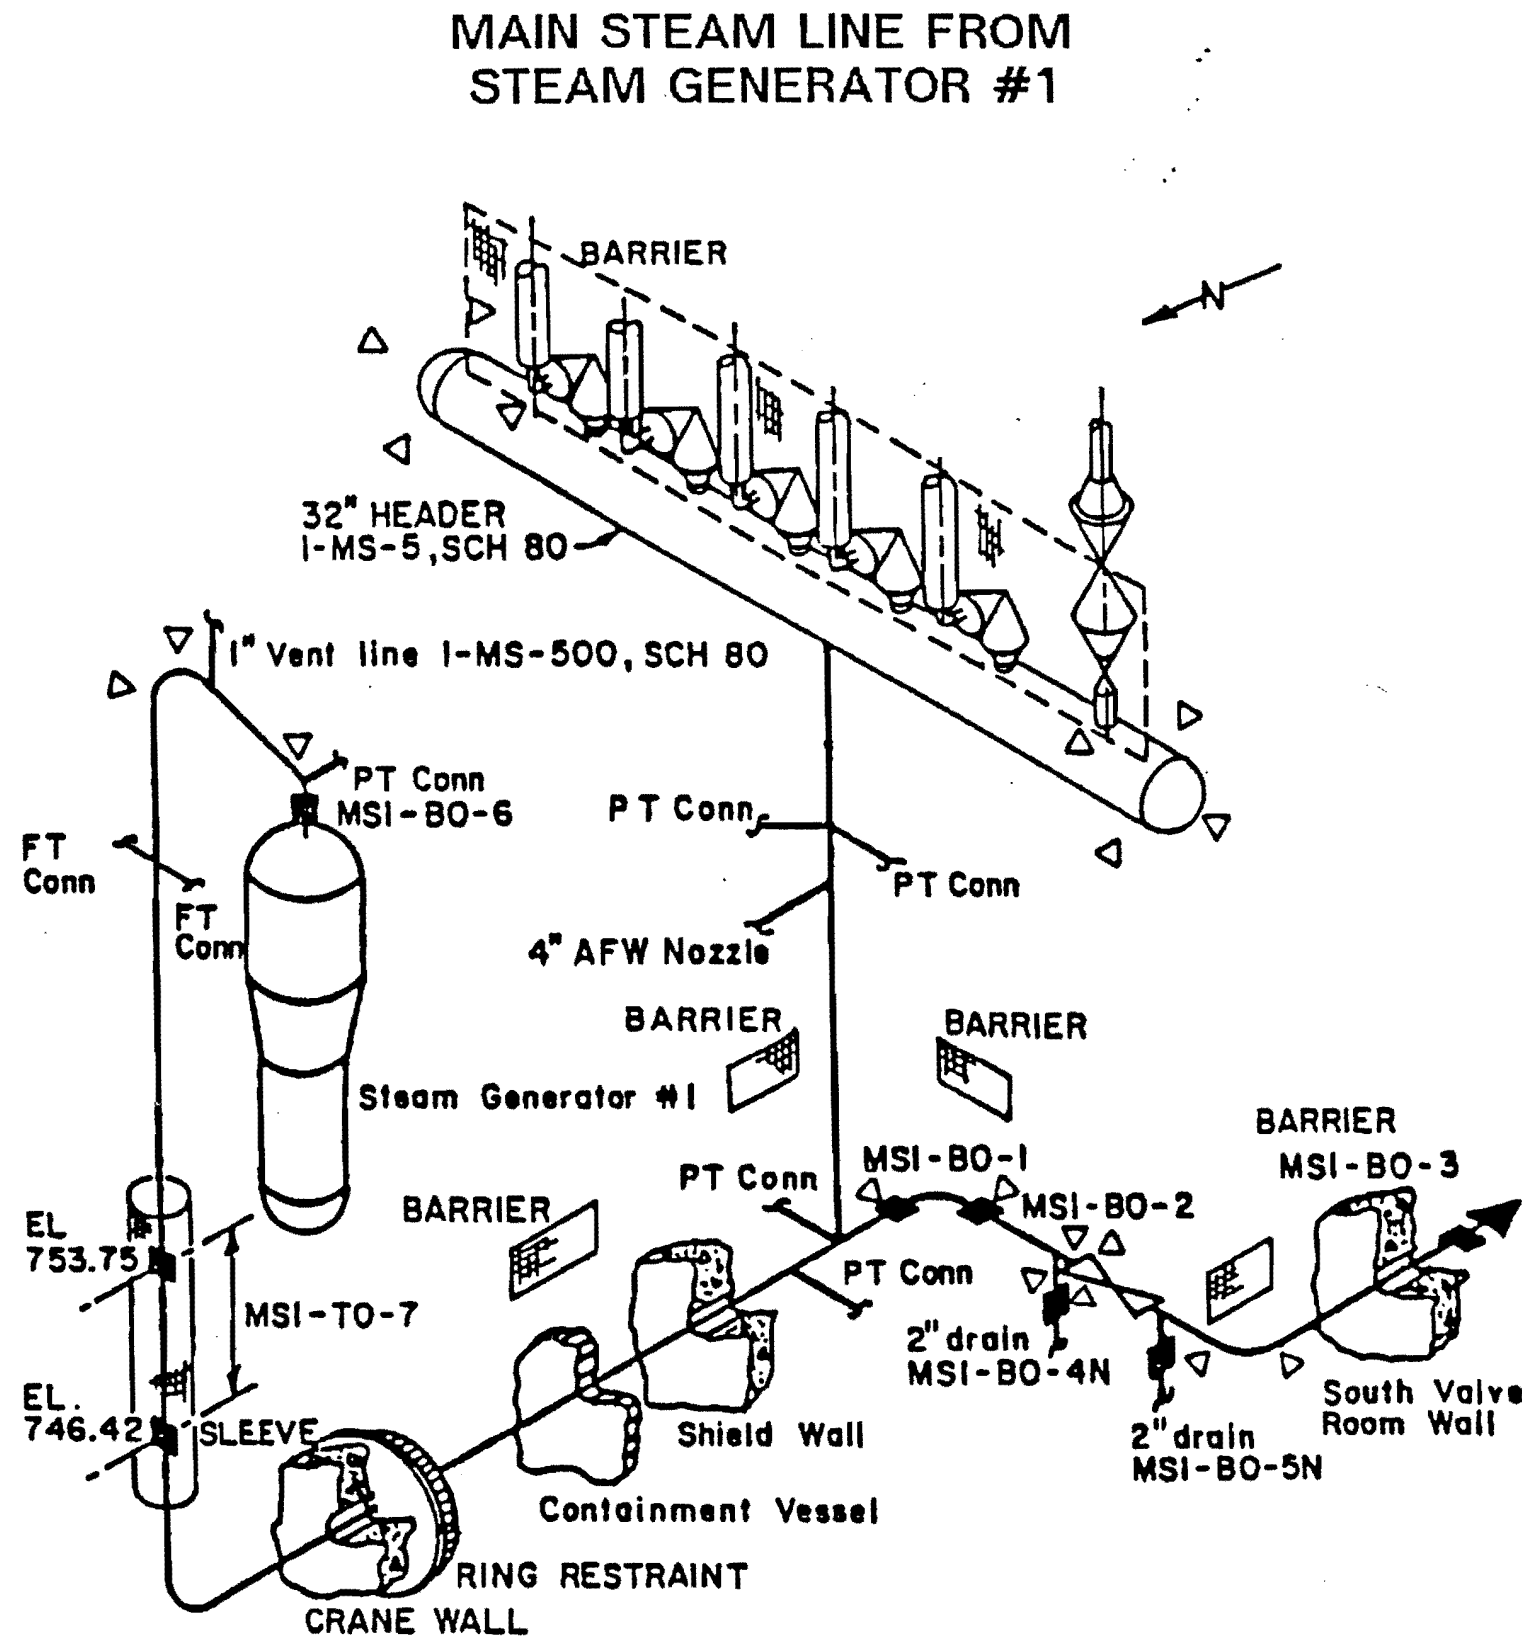 MAIN STEAM LINE FROM
STEAM GENERATOR #1
BARRIER
N
32" HEADER
1-MS-5, SCH 80
1" Vent line 1-MS-500, SCH 80
PT Conn
MSI-BO-6
PT Conn
FT
Conn
PT Conn
FT
Conn
4" AFW Nozzle
BARRIER
BARRIER
Steam Generator #1
BARRIER
MSI-BO-1
MSI-BO-3
PT Conn
BARRIER
MSI-BO-2
EL
753.75
PT Conn
MSI-TO-7
2" drain
MSI-BO-4N
EL.
746.42
SLEEVE
South Valve
Room Wall
Shield Wall
2" drain
MSI-BO-5N
Containment Vessel
RING RESTRAINT
CRANE WALL